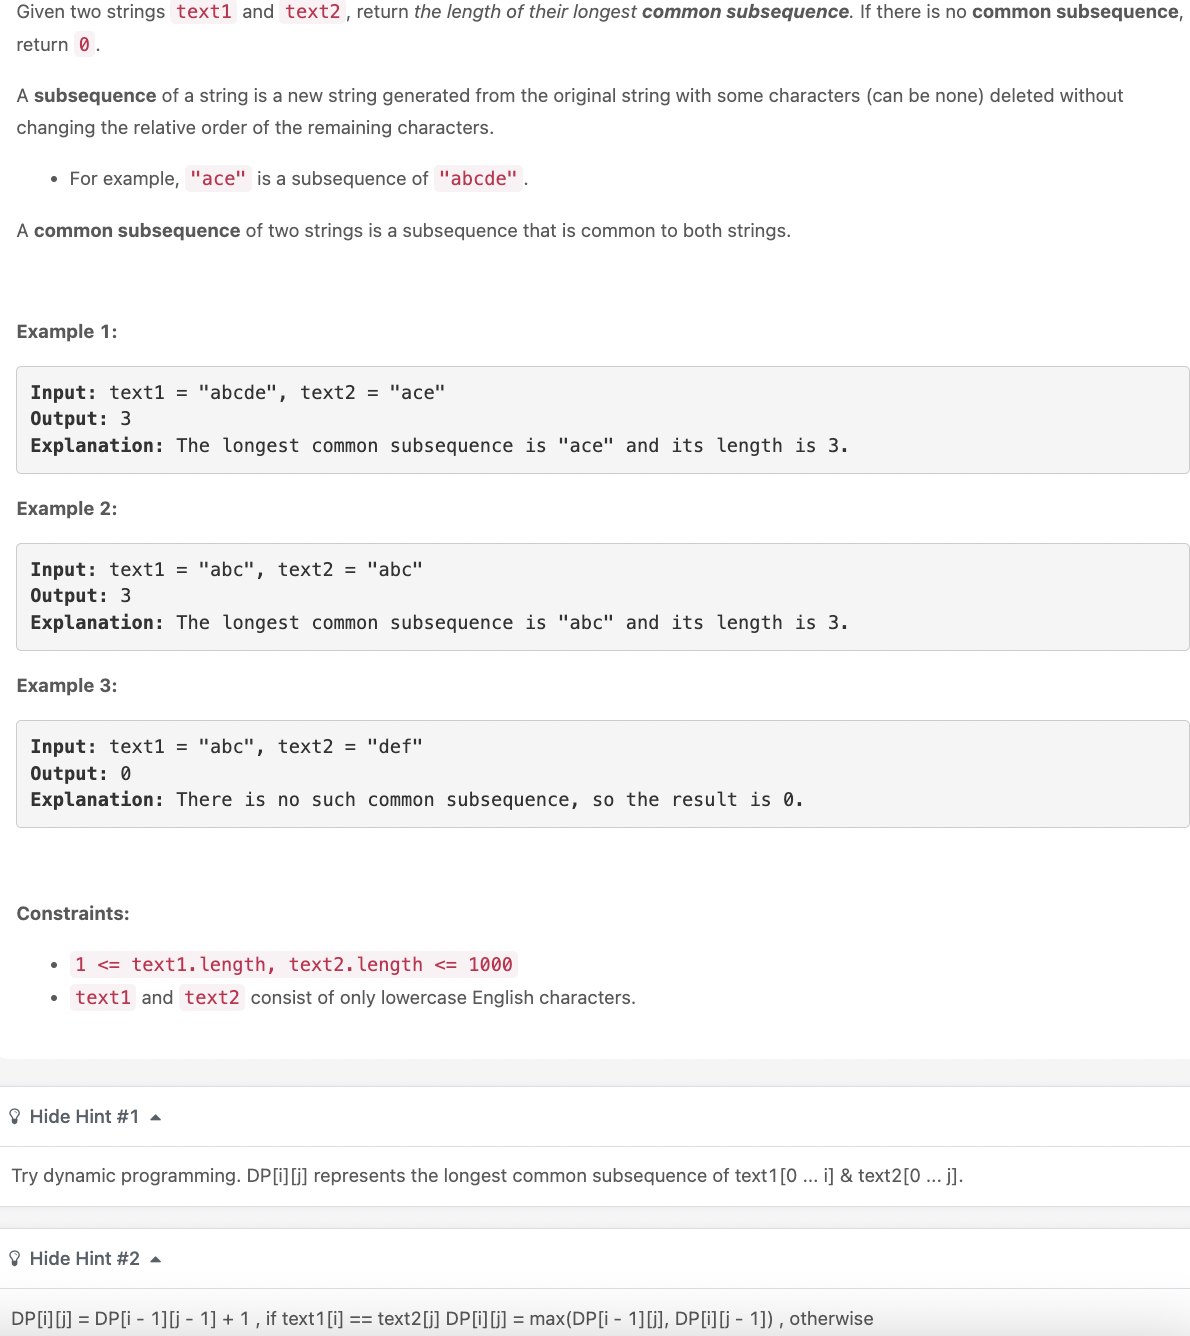 Given two strings text1 and text2, return the length of their longest common subsequence. If there is no common subsequence,
return 0.
A subsequence of a string is a new string generated from the original string with some characters (can be none) deleted without
changing the relative order of the remaining characters.
• For example, "ace" is a subsequence of "abcde".
A common subsequence of two strings is a subsequence that is common to both strings.
Example 1:
Input: text1 = "abcde", text2 = "ace"
Output: 3
Explanation: The longest common subsequence is "ace" and its length is 3.
Example 2:
Input: text1 = "abc", text2 = "abc"
Output: 3
Explanation: The longest common subsequence is "abc" and its length is 3.
Example 3:
Input: text1 = "abc", text2 = "def"
Output: 0
Explanation: There is no such common subsequence, so the result is 0.
Constraints:
• 1 <= text1.length, text2.length <= 1000
• text1 and text2 consist of only lowercase English characters.
Hide Hint #1
Try dynamic programming. DP[i][j] represents the longest common subsequence of text1[0 ... i] & text2[0 ... j].
Hide Hint #2
DP[i][j] = DP[i - 1][j - 1] + 1 , if text1[i] == text2[j] DP[i][j] = max(DP[i - 1][j], DP[i][j - 1]) , otherwise